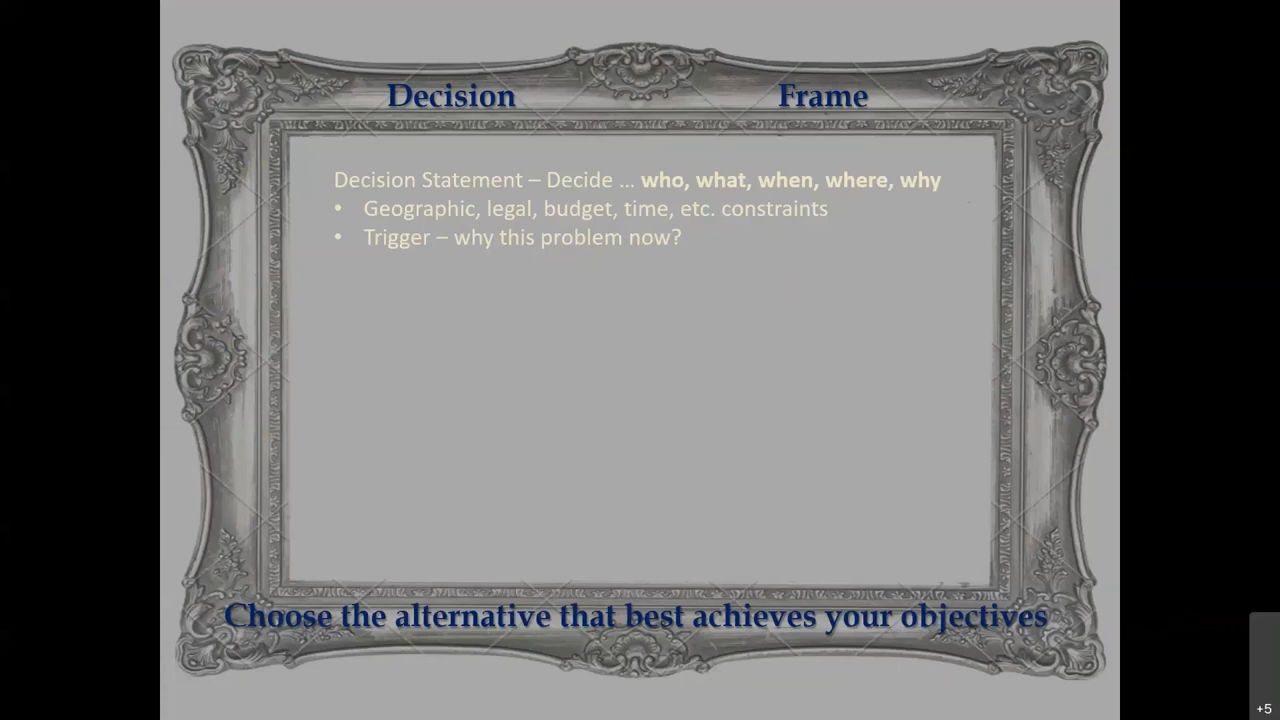 Decision Frame
Decision Statement – Decide … who, what, when, where, why
• Geographic, legal, budget, time, etc. constraints
• Trigger – why this problem now?
Choose the alternative that best achieves your objectives
+5